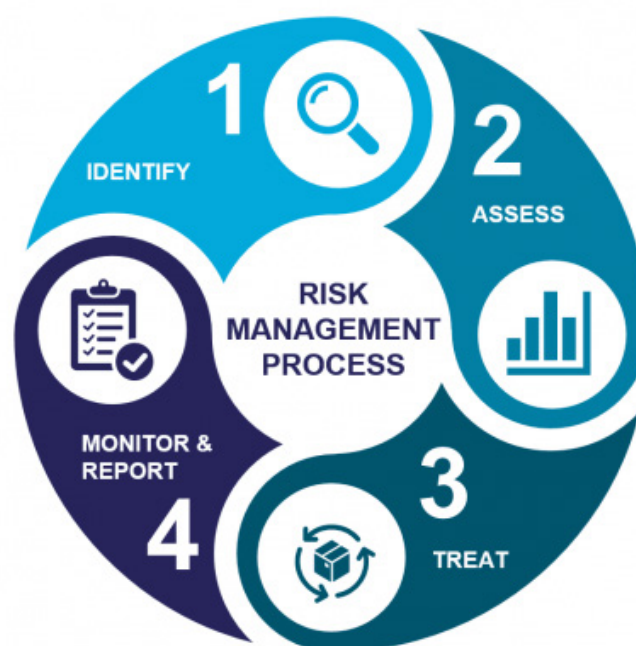 1
IDENTIFY
2
ASSESS
RISK
MANAGEMENT
PROCESS
3
TREAT
MONITOR &
REPORT
4